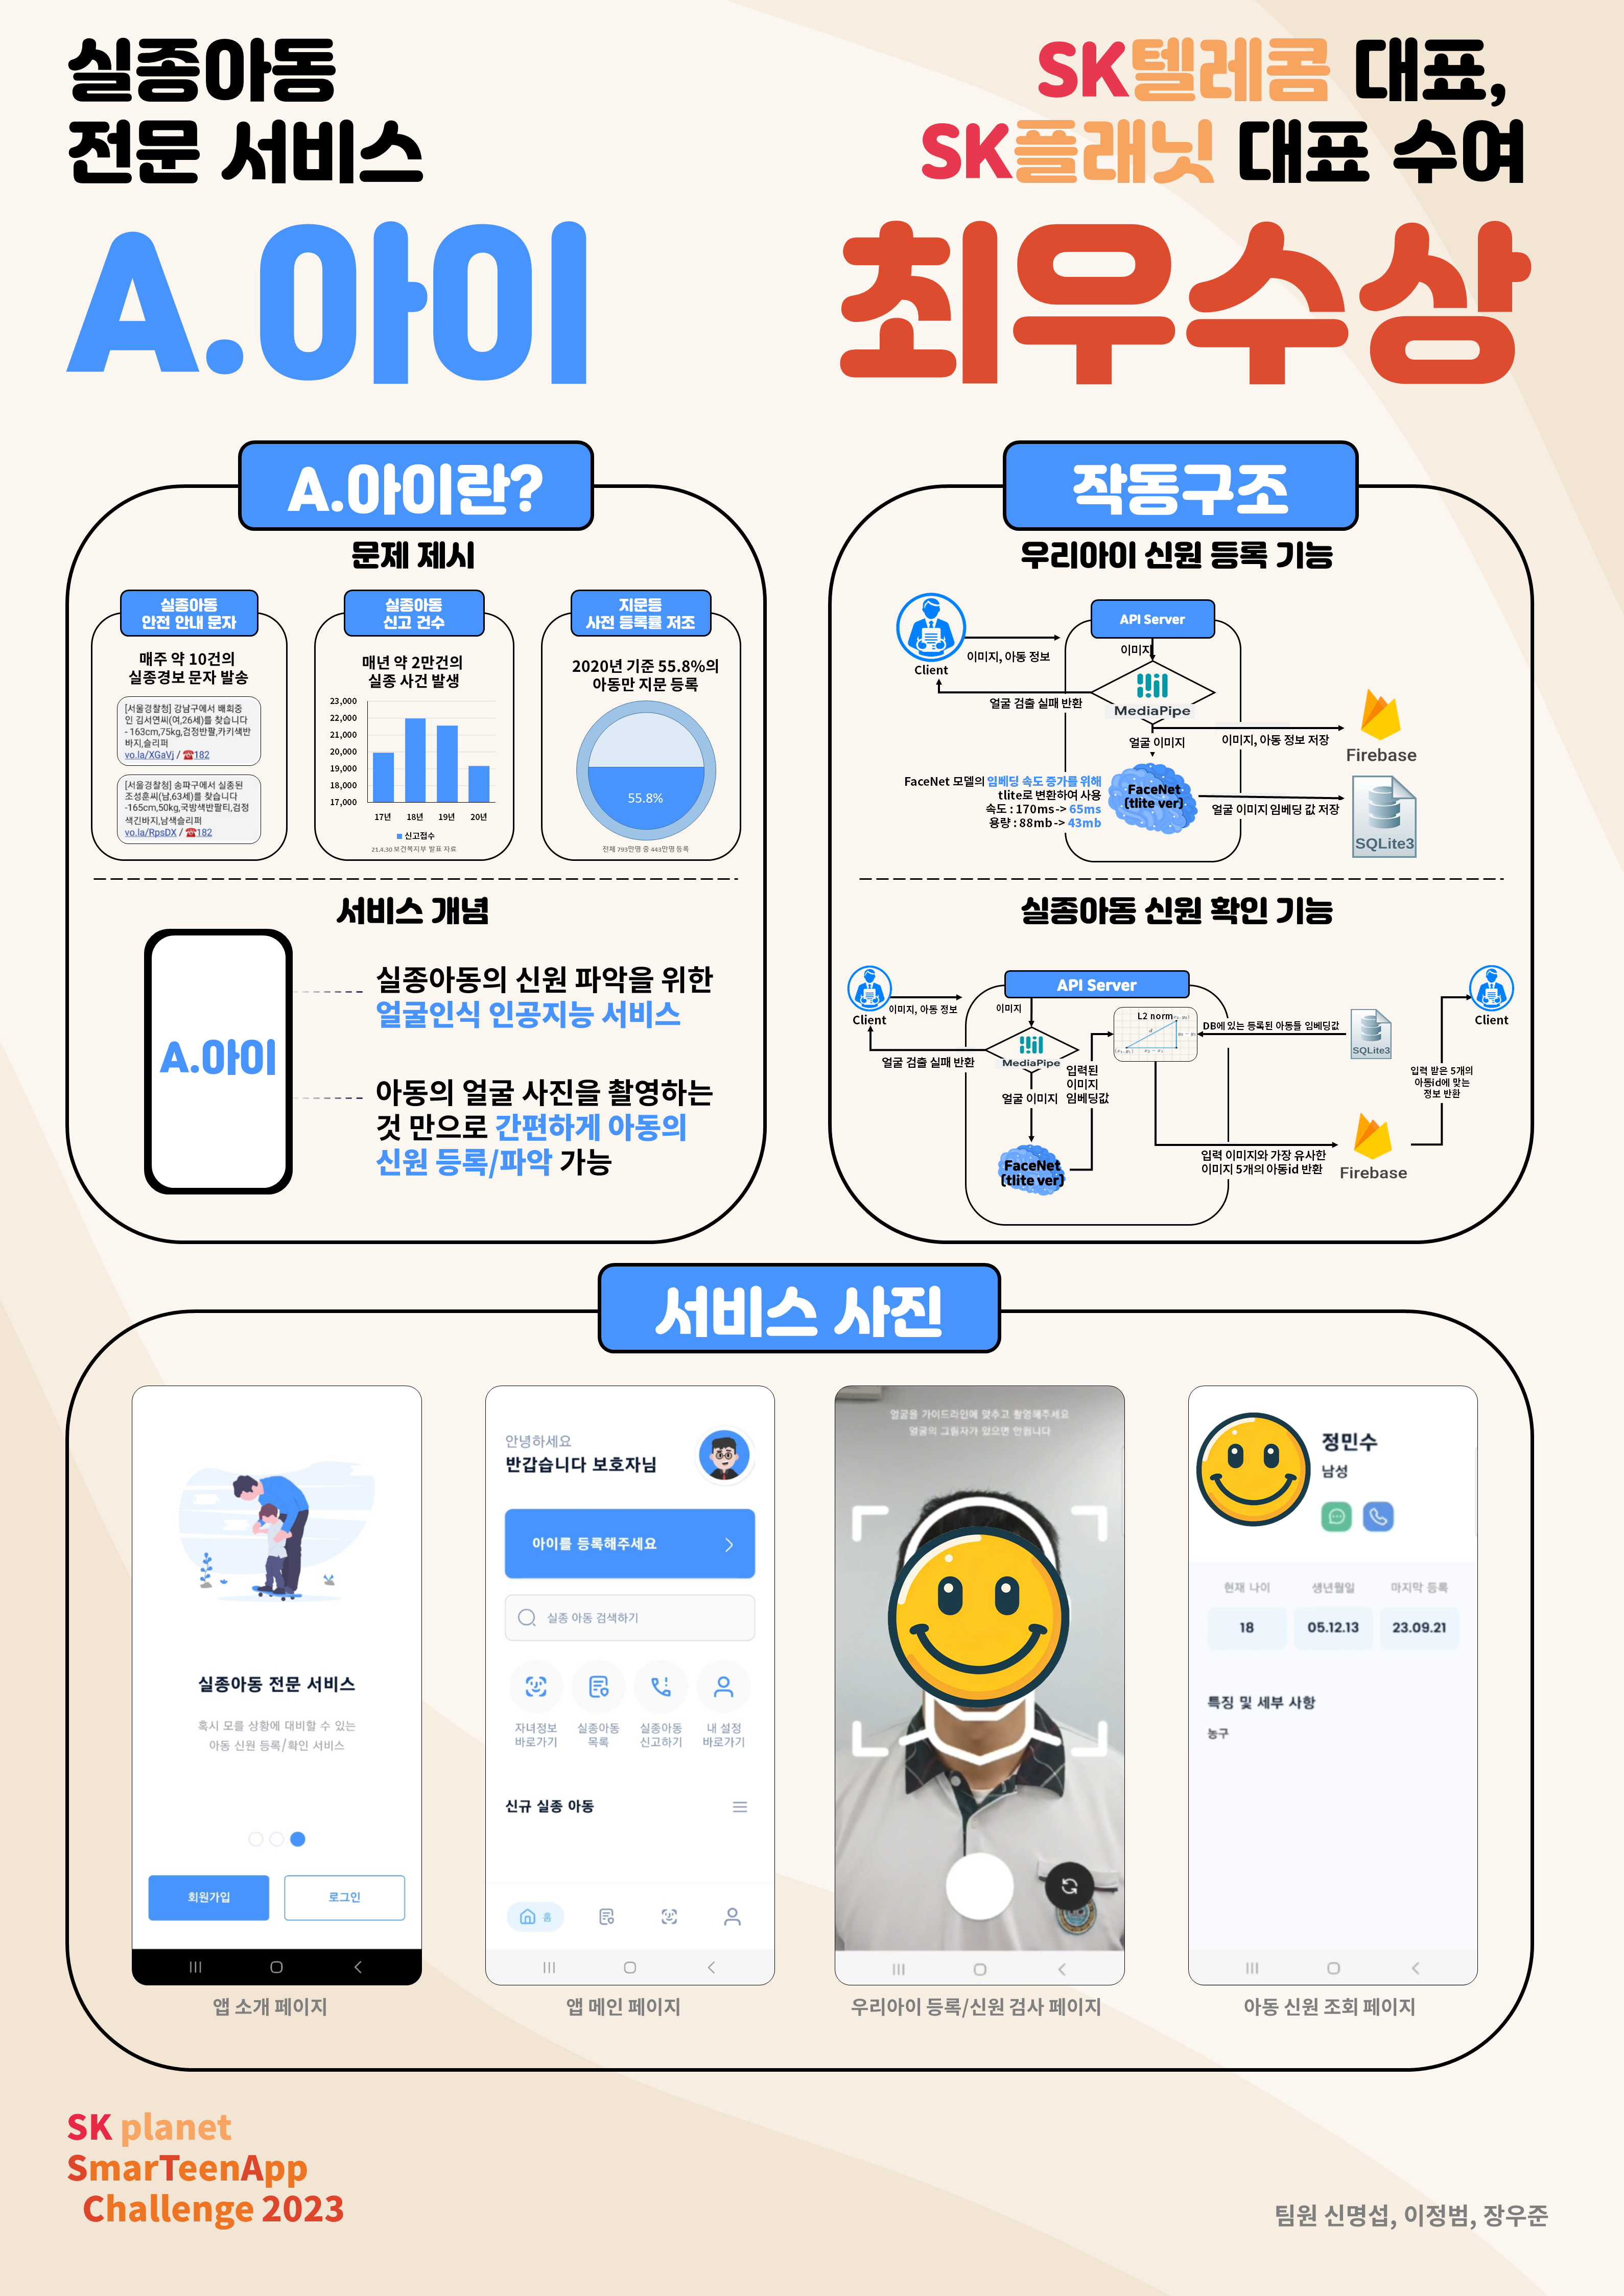 실종아동
전문 서비스
A.아이
SK텔레콤 대표,
SK플래닛 대표 수여
최우수상
A.아이란?
문제 제시
실종아동
안전 안내 문자
매주 약 10건의
실종경보 문자 발송
[서울경찰청] 강남구에서 배회중
인 김서연씨(여,26세)를 찾습니다
- 163cm,75kg,검정반팔,카키색반
바지,슬리퍼
vo.la/XGaVj / ☎182
[서울경찰청] 송파구에서 실종된
조성훈씨(남,63세)를 찾습니다
-165cm,50kg,국방색반팔티,검정
색긴바지,남색슬리퍼
vo.la/RpsDX / ☎182
실종아동
신고 건수
매년 약 2만건의
실종 사건 발생
23,000
22,000
21,000
20,000
19,000
18,000
17,000
17년 18년 19년 20년
신고접수
21.4.30 보건복지부 발표 자료
지문등
사전 등록률 저조
2020년 기준 55.8%의
아동만 지문 등록
55.8%
전체 793만명 중 443만명 등록
서비스 개념
A.아이
실종아동의 신원 파악을 위한
얼굴인식 인공지능 서비스
아동의 얼굴 사진을 촬영하는
것 만으로 간편하게 아동의
신원 등록/파악 가능
작동구조
우리아이 신원 등록 기능
Client
이미지, 아동 정보
API Server
이미지
얼굴 검출 실패 반환
MediaPipe
얼굴 이미지
이미지, 아동 정보 저장
Firebase
FaceNet 모델의 임베딩 속도 증가를 위해
tlite로 변환하여 사용
속도 : 170ms-> 65ms
용량 : 88mb -> 43mb
FaceNet
(tlite ver)
얼굴 이미지 임베딩 값 저장
SQLite3
실종아동 신원 확인 기능
Client
이미지, 아동 정보
API Server
이미지
얼굴 검출 실패 반환
MediaPipe
얼굴 이미지
입력된
이미지
임베딩값
FaceNet
(tlite ver)
L2 norm
DB에 있는 등록된 아동들 임베딩값
SQLite3
입력 이미지와 가장 유사한
이미지 5개의 아동id 반환
Firebase
입력 받은 5개의
아동id에 맞는
정보 반환
Client
서비스 사진
실종아동 전문 서비스
혹시 모를 상황에 대비할 수 있는
아동 신원 등록/확인 서비스
회원가입
로그인
앱 소개 페이지
안녕하세요
반갑습니다 보호자님
아이를 등록해주세요
실종 아동 검색하기
자녀정보
바로가기
실종아동
목록
실종아동
신고하기
내 설정
바로가기
신규 실종 아동
홈
앱 메인 페이지
얼굴을 가이드라인에 맞추고 촬영해주세요
얼굴의 그림자가 있으면 안됩니다
우리아이 등록/신원 검사 페이지
정민수
남성
현재 나이 생년월일 마지막 등록
18 05.12.13 23.09.21
특징 및 세부 사항
농구
아동 신원 조회 페이지
SK planet
SmarTeenApp
Challenge 2023
팀원 신명섭, 이정범, 장우준